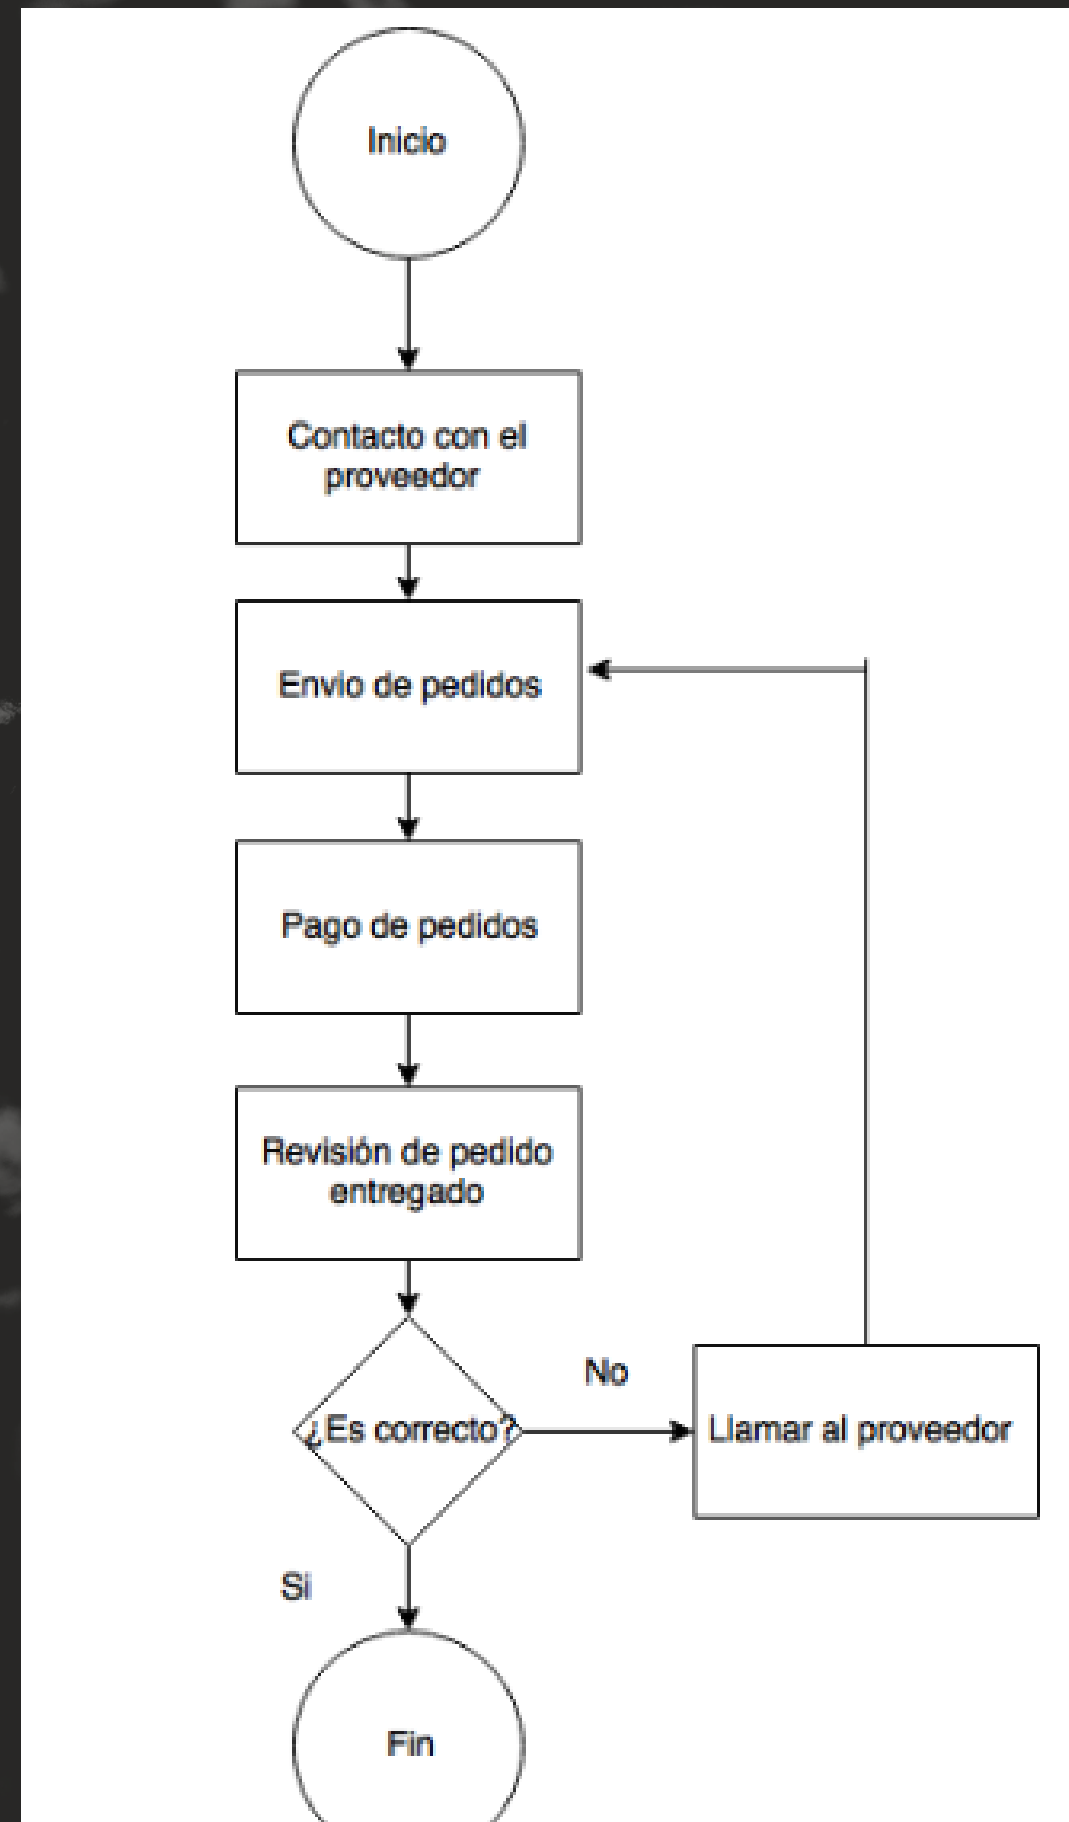 Inicio
Contacto con el
proveedor
Envio de pedidos
Pago de pedidos
Revisión de pedido
entregado
¿Es correcto?
No
Llamar al proveedor
Si
Fin